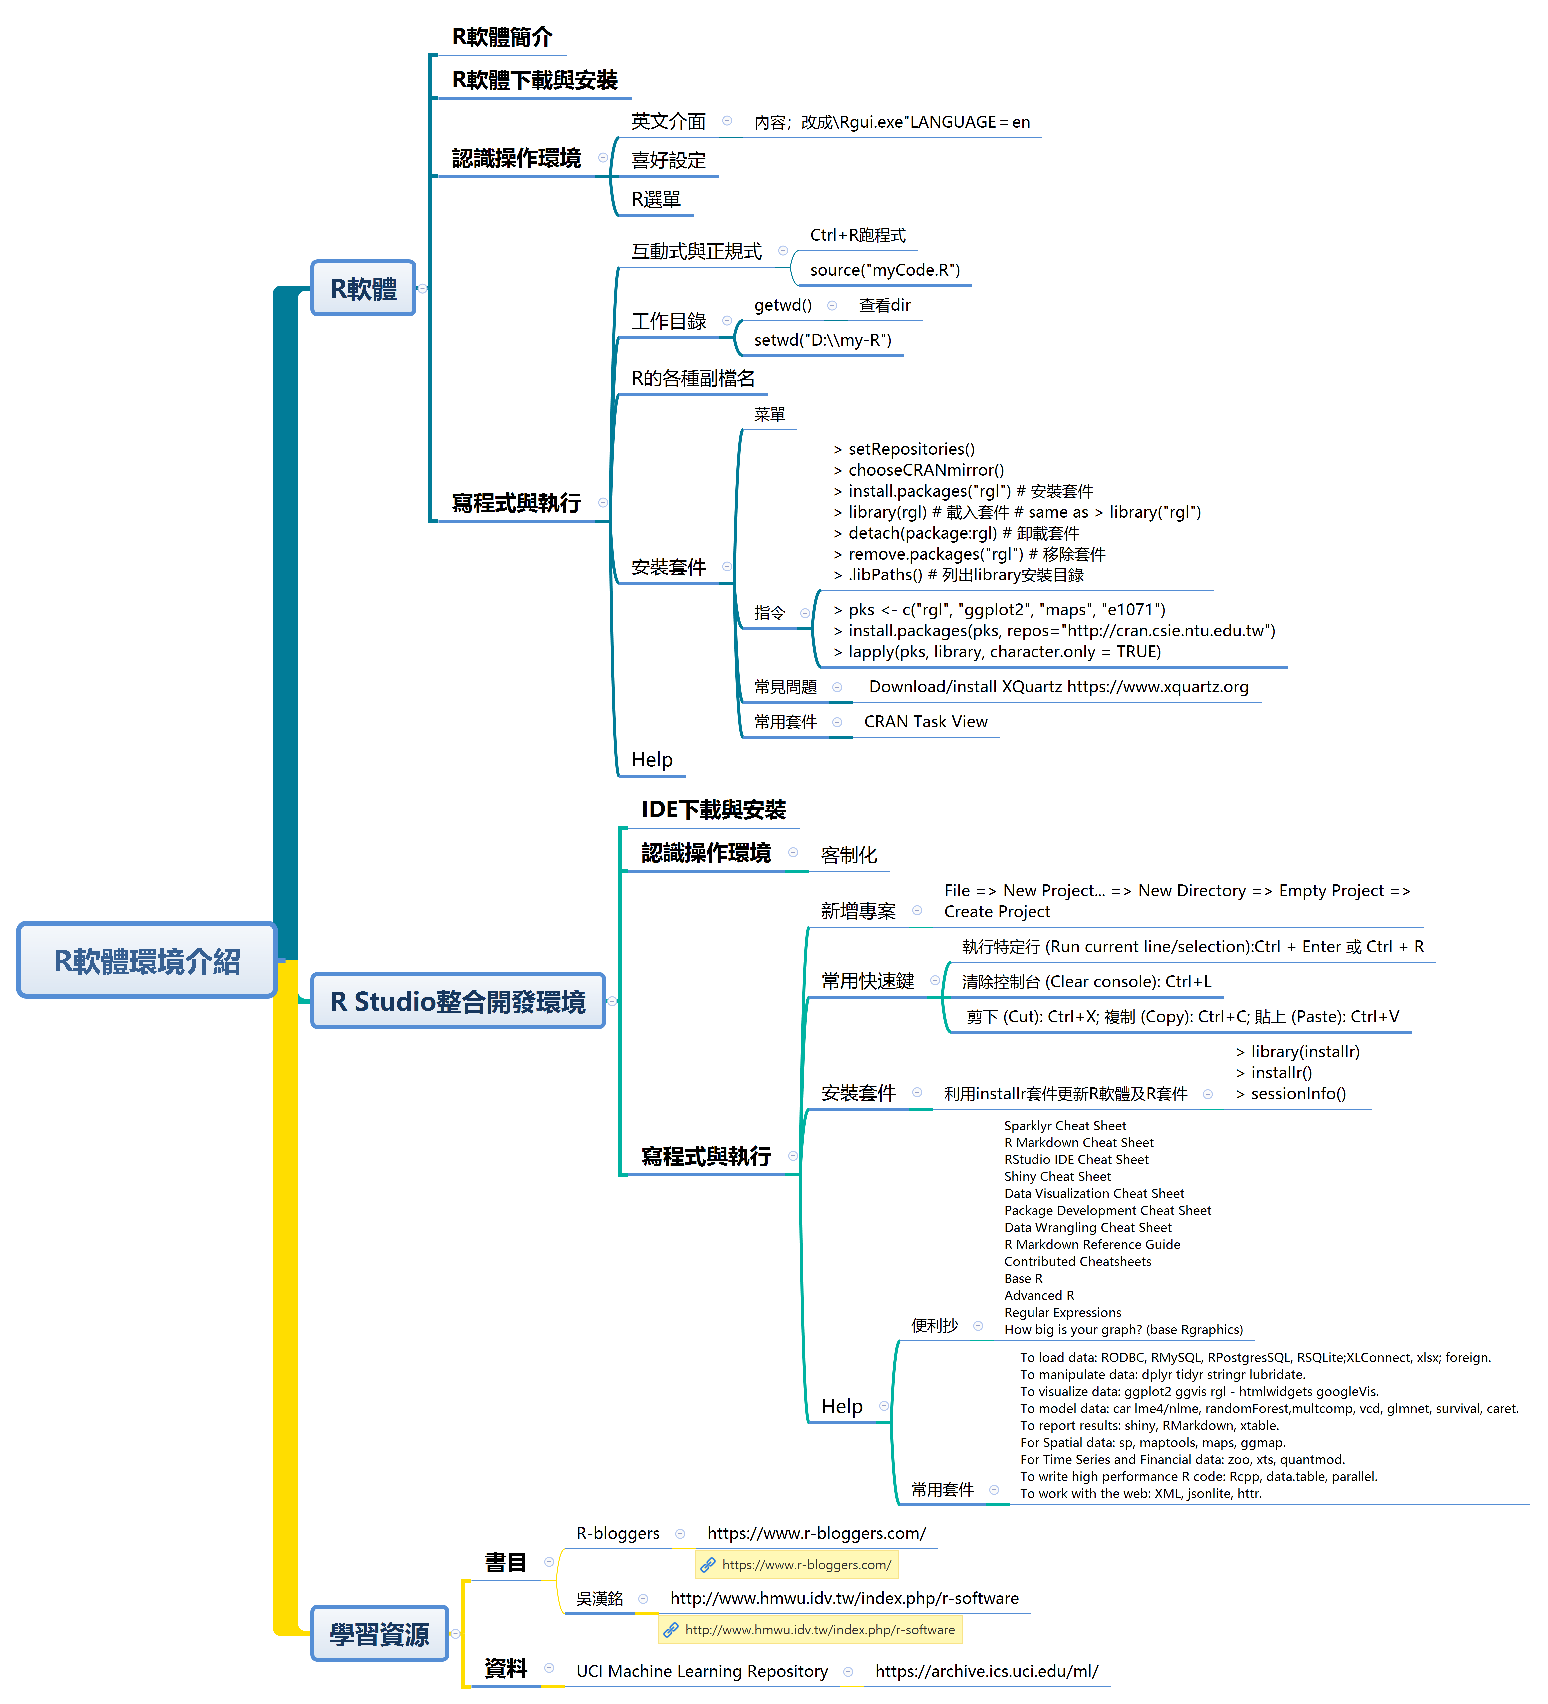 R軟體環境介紹
R軟體
R軟體簡介
R軟體下載與安裝
認識操作環境
英文介面
內容；改成\Rgui.exe"LANGUAGE = en
喜好設定
R選單
寫程式與執行
互動式與正規式
Ctrl+R跑程式
source("myCode.R")
工作目錄
getwd()
查看dir
setwd("D:\\my-R")
R的各種副檔名
安裝套件
菜單
指令
> setRepositories()
> chooseCRANmirror()
> install.packages("rgl") # 安裝套件
> library(rgl) # 載入套件 # same as > library("rgl")
> detach(package:rgl) # 卸載套件
> remove.packages("rgl") # 移除套件
> .libPaths() # 列出library安裝目錄
> pks <- c("rgl", "ggplot2", "maps", "e1071")
> install.packages(pks, repos="http://cran.csie.ntu.edu.tw")
> lapply(pks, library, character.only = TRUE)
常見問題
Download/install XQuartz https://www.xquartz.org
常用套件
CRAN Task View
Help
R Studio整合開發環境
IDE下載與安裝
認識操作環境
客制化
寫程式與執行
新增專案
File => New Project... => New Directory => Empty Project =>
Create Project
常用快速鍵
執行特定行 (Run current line/selection):Ctrl + Enter 或 Ctrl + R
清除控制台 (Clear console): Ctrl+L
剪下 (Cut): Ctrl+X; 複制 (Copy): Ctrl+C; 貼上 (Paste): Ctrl+V
安裝套件
利用installr套件更新R軟體及R套件
> library(installr)
> installr()
> sessionInfo()
Help
便利抄
Sparklyr Cheat Sheet
R Markdown Cheat Sheet
RStudio IDE Cheat Sheet
Shiny Cheat Sheet
Data Visualization Cheat Sheet
Package Development Cheat Sheet
Data Wrangling Cheat Sheet
R Markdown Reference Guide
Contributed Cheatsheets
Base R
Advanced R
Regular Expressions
How big is your graph? (base Rgraphics)
常用套件
To load data: RODBC, RMySQL, RPostgresSQL, RSQLite;XLConnect, xlsx; foreign.
To manipulate data: dplyr tidyr stringr lubridate.
To visualize data: ggplot2 ggvis rgl - htmlwidgets googleVis.
To model data: car lme4/nlme, randomForest,multcomp, vcd, glmnet, survival, caret.
To report results: shiny, RMarkdown, xtable.
For Spatial data: sp, maptools, maps, ggmap.
For Time Series and Financial data: zoo, xts, quantmod.
To write high performance R code: Rcpp, data.table, parallel.
To work with the web: XML, jsonlite, httr.
學習資源
書目
R-bloggers
https://www.r-bloggers.com/
https://www.r-bloggers.com/
吳漢銘
http://www.hmwu.idv.tw/index.php/r-software
http://www.hmwu.idv.tw/index.php/r-software
資料
UCI Machine Learning Repository
https://archive.ics.uci.edu/ml/